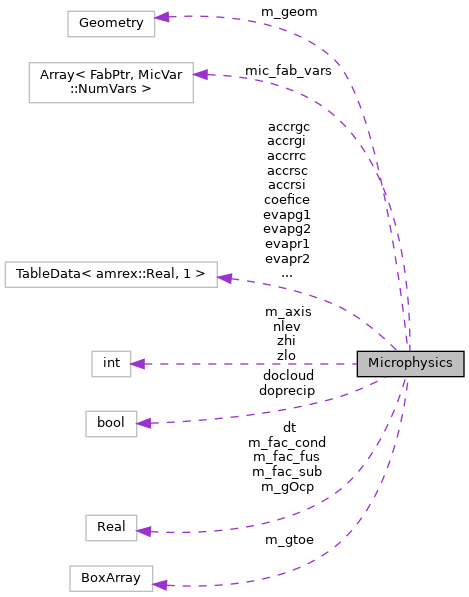 m_geom
Geometry
mic_fab_vars
Array< FabPtr, MicVar
::NumVars >
accrgc
accrgi
accrrc
accrsc
accrsi
coefice
evapg1
evapg2
evapr1
evapr2
...
TableData< amrex::Real, 1 >
m_axis
nlev
zhi
zlo
int
Microphysics
docloud
doprecip
bool
dt
m_fac_cond
m_fac_fus
m_fac_sub
m_gOcp
Real
m_gtoe
BoxArray